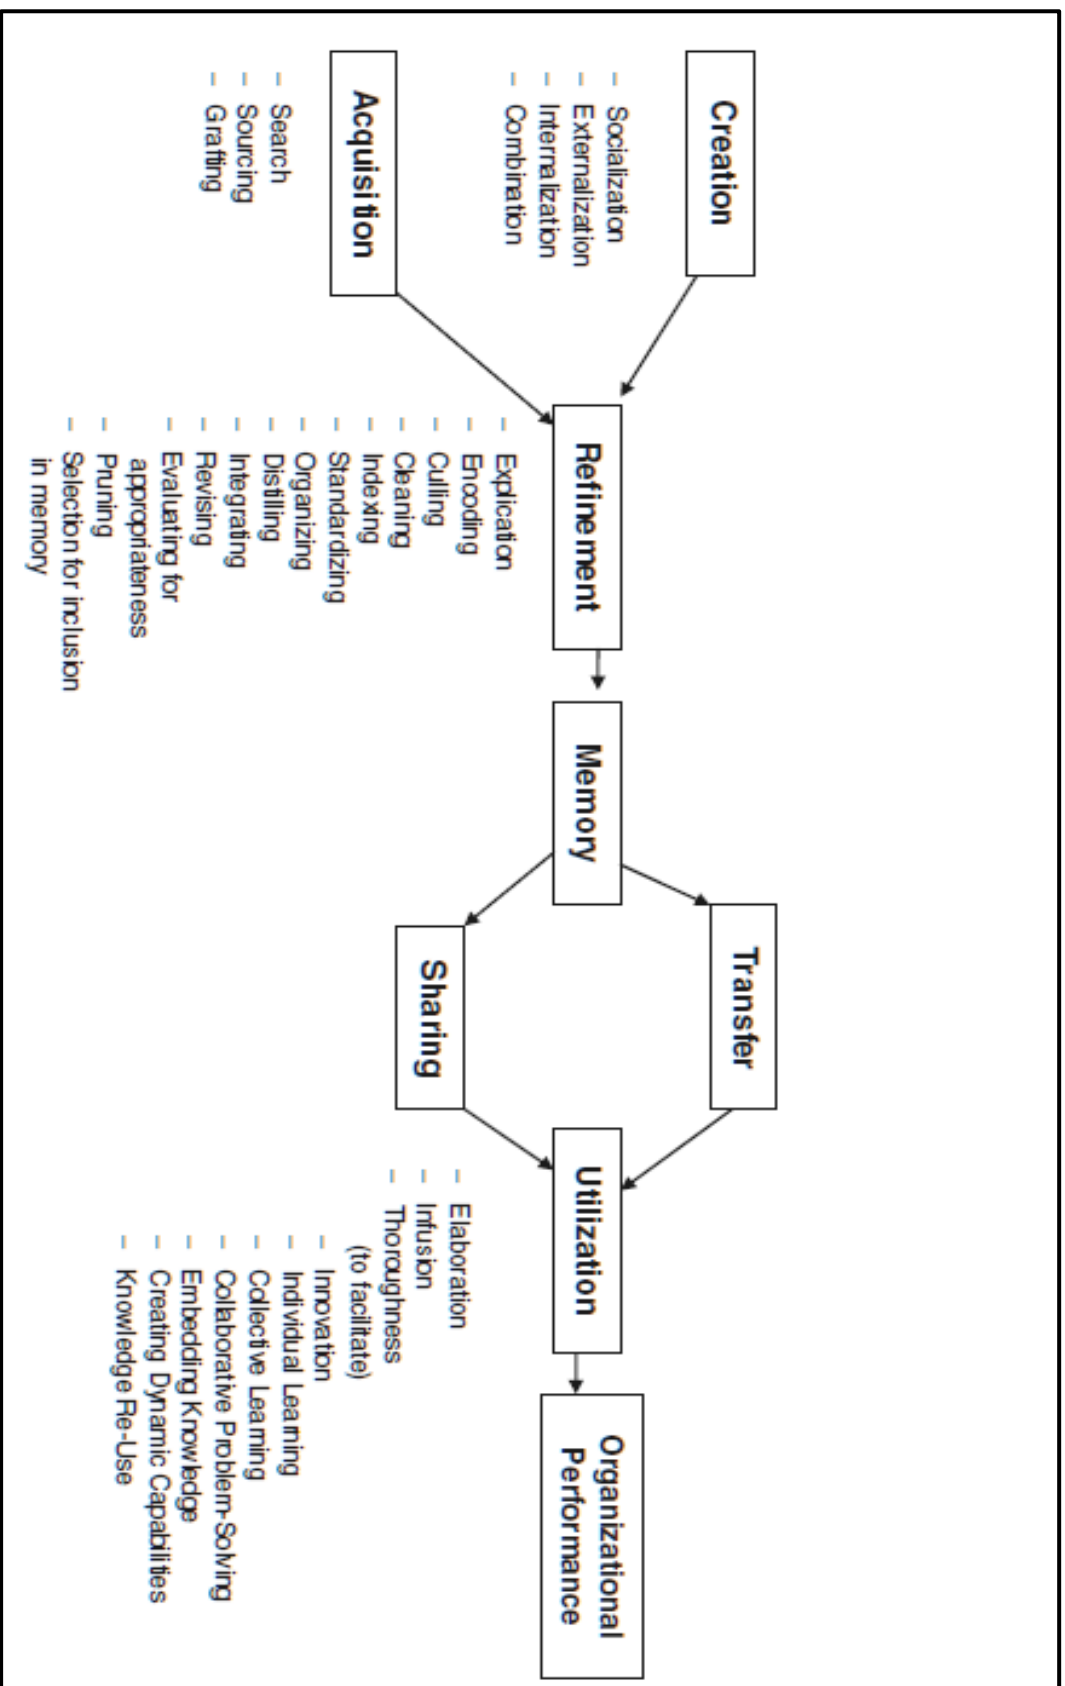 Creation
– Socialization
– Externalization
– Internalization
– Combination
Acquisition
– Search
– Sourcing
– Grafting
Refinement
– Explication
– Encoding
– Culling
– Cleaning
– Indexing
– Standardizing
– Organizing
– Distilling
– Integrating
– Revising
– Evaluating for
appropriateness
– Pruning
– Selection for inclusion
in memory
Memory
Transfer
Sharing
Utilization
– Elaboration
– Infusion
– Thoroughness
(to facilitate)
– Innovation
– Individual Learning
– Collective Learning
– Collaborative Problem-Solving
– Embedding Knowledge
– Creating Dynamic Capabilities
– Knowledge Re-Use
Organizational
Performance